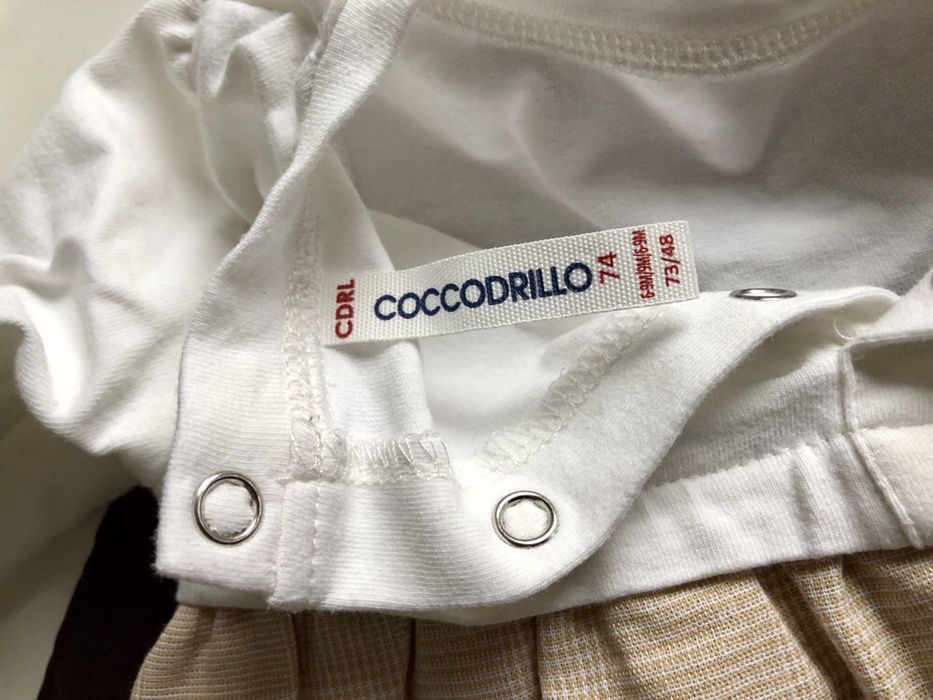 CDRL
COCCODRILLO
74
6-9M/9M/6-9M
73/48